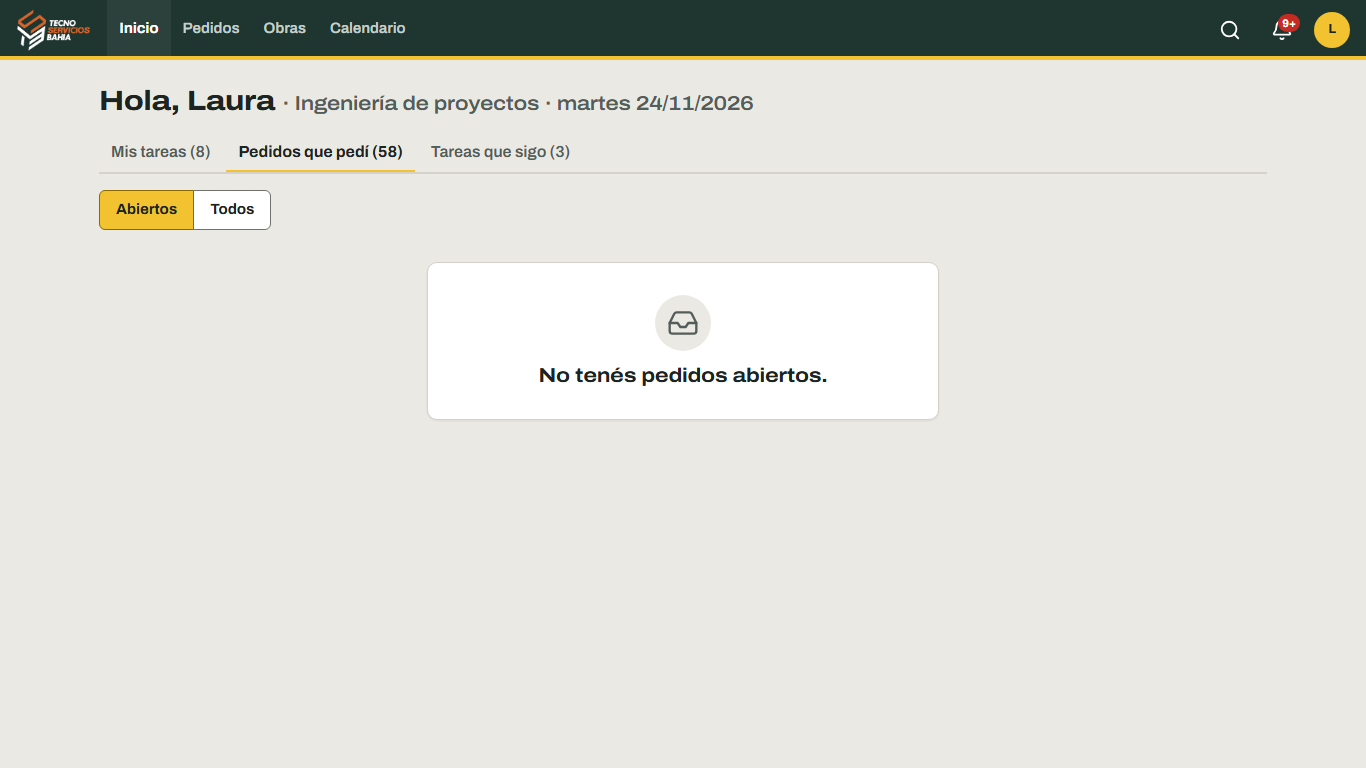 TECNO
SERVICIOS
BAHIA
Inicio Pedidos Obras Calendario
9+
L
Hola, Laura · Ingeniería de proyectos · martes 24/11/2026
Mis tareas (8) Pedidos que pedí (58) Tareas que sigo (3)
Abiertos Todos
No tenés pedidos abiertos.